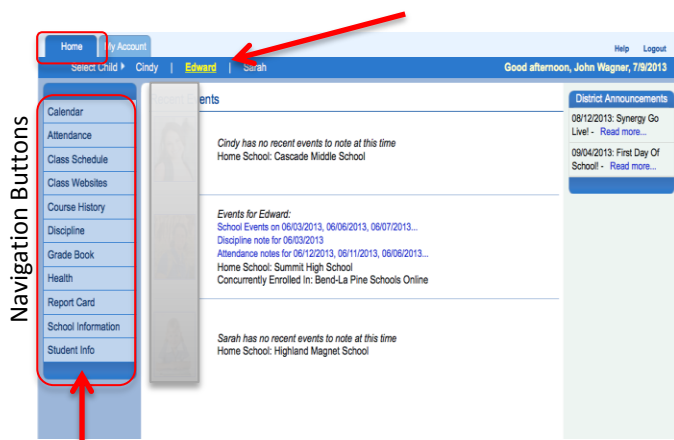 Home My Account
Help Logout
Select Child Cindy | Edward | Sarah
Good afternoon, John Wagner, 7/9/2013
Navigation Buttons
Calendar
Attendance
Class Schedule
Class Websites
Course History
Discipline
Grade Book
Health
Report Card
School Information
Student Info
Cindy has no recent events to note at this time
Home School: Cascade Middle School
Events for Edward:
School Events on 06/03/2013, 06/06/2013, 06/07/2013...
Discipline note for 06/03/2013
Attendance notes for 06/12/2013, 06/11/2013, 06/06/2013...
Home School: Summit High School
Concurrently Enrolled In: Bend-La Pine Schools Online
Sarah has no recent events to note at this time
Home School: Highland Magnet School
District Announcements
08/12/2013: Synergy Go
Live! - Read more...
09/04/2013: First Day Of
School! - Read more...